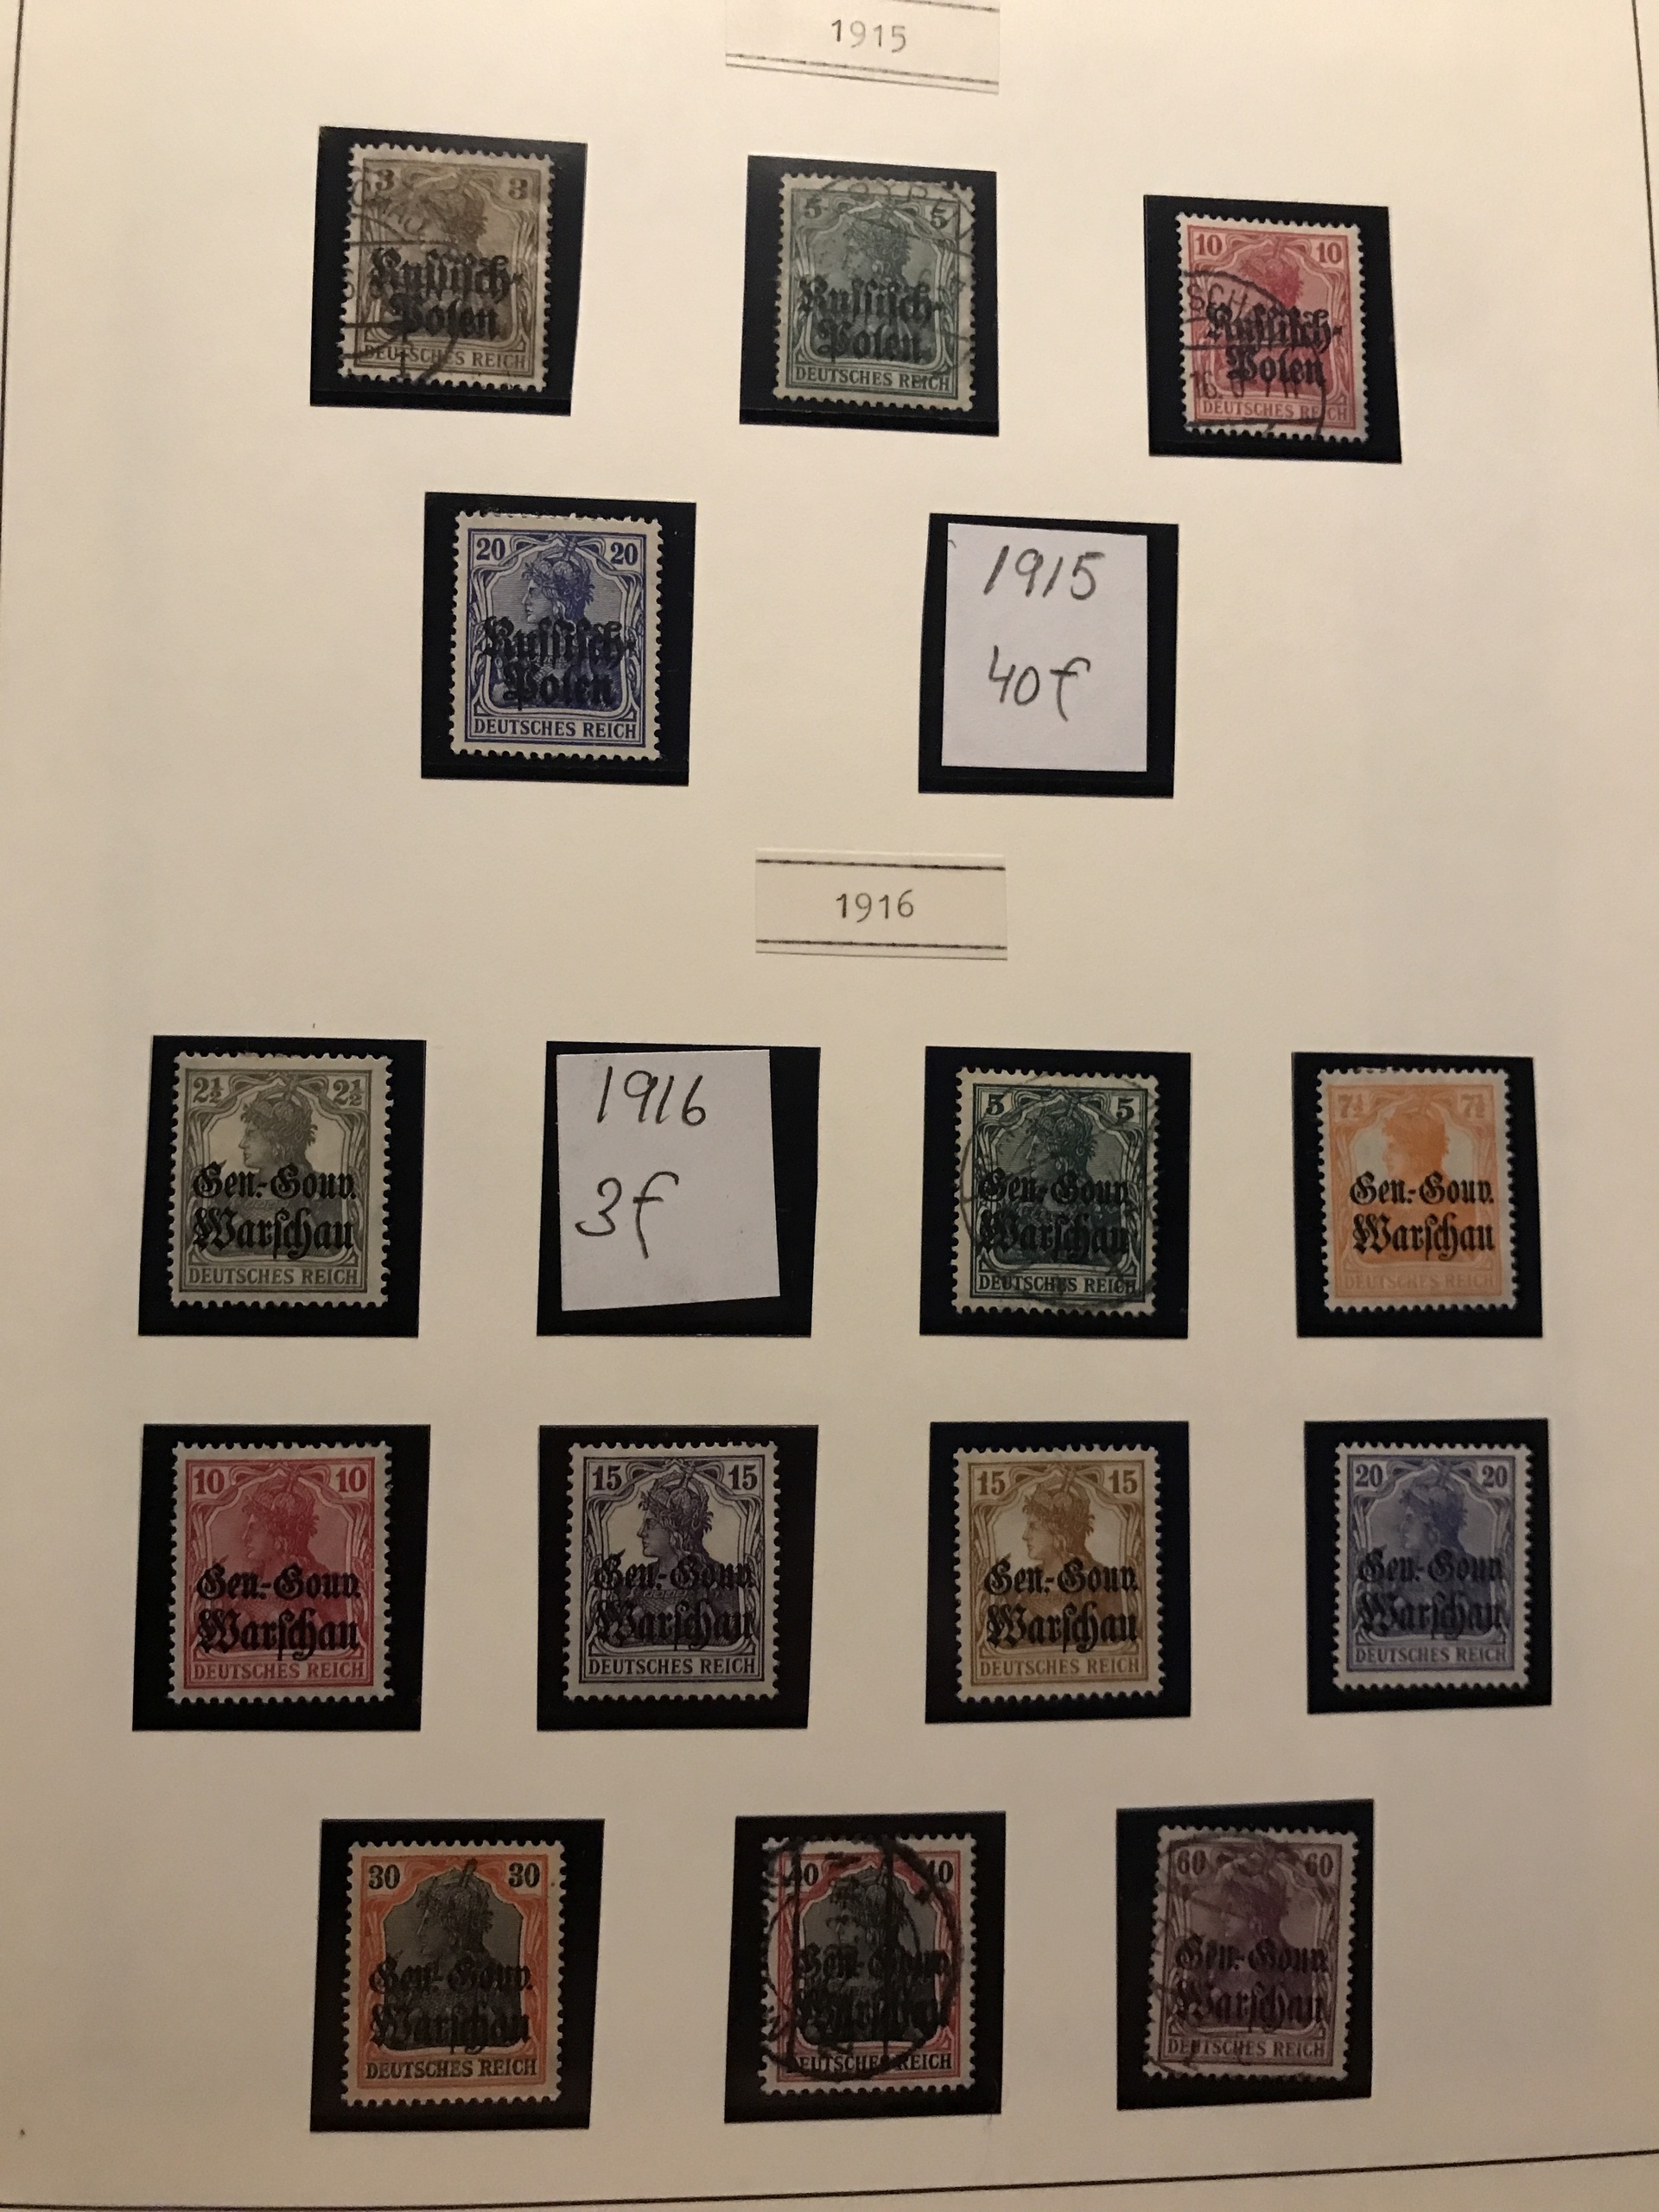 1915
3 3
Russisch-
Polen
DEUTSCHES REICH
5 5
Russisch-
Polen
DEUTSCHES REICH
10 10
Russisch-
Polen
DEUTSCHES REICH
20 20
Russisch-
Polen
DEUTSCHES REICH
1915
40f
1916
2½ 2½
Gen.-Gouv.
Warschau
DEUTSCHES REICH
1916
3f
5 5
Gen.-Gouv.
Warschau
DEUTSCHES REICH
7½ 7½
Gen.-Gouv.
Warschau
DEUTSCHES REICH
10 10
Gen.-Gouv.
Warschau
DEUTSCHES REICH
15 15
Gen.-Gouv.
Warschau
DEUTSCHES REICH
15 15
Gen.-Gouv.
Warschau
DEUTSCHES REICH
20 20
Gen.-Gouv.
Warschau
DEUTSCHES REICH
30 30
Gen.-Gouv.
Warschau
DEUTSCHES REICH
40 40
Gen.-Gouv.
Warschau
DEUTSCHES REICH
60 60
Gen.-Gouv.
Warschau
DEUTSCHES REICH